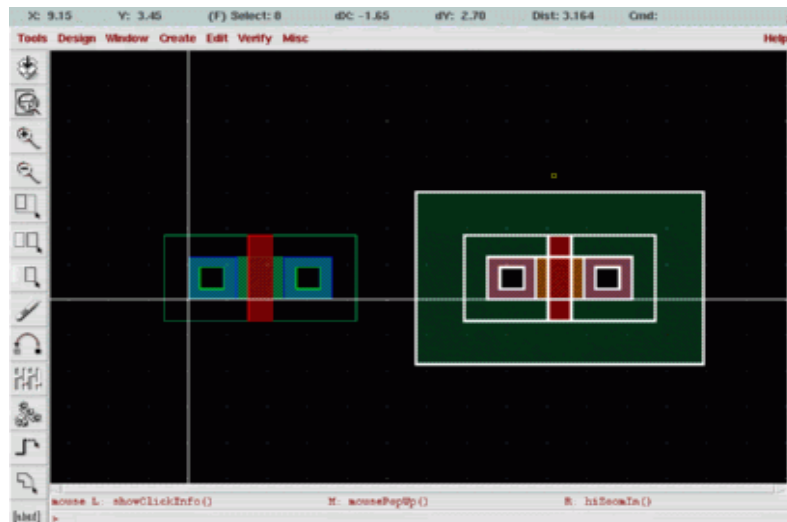 X: 9.15 Y: 3.45 (F) Select: 0 dX: -1.65 dY: 2.70 Dist: 3.164 Cmd:
Tools Design Window Create Edit Verify Misc Help
mouse L: showClickInfo() M: mousePopUp() R: hiZoomIn()
[abcd] >